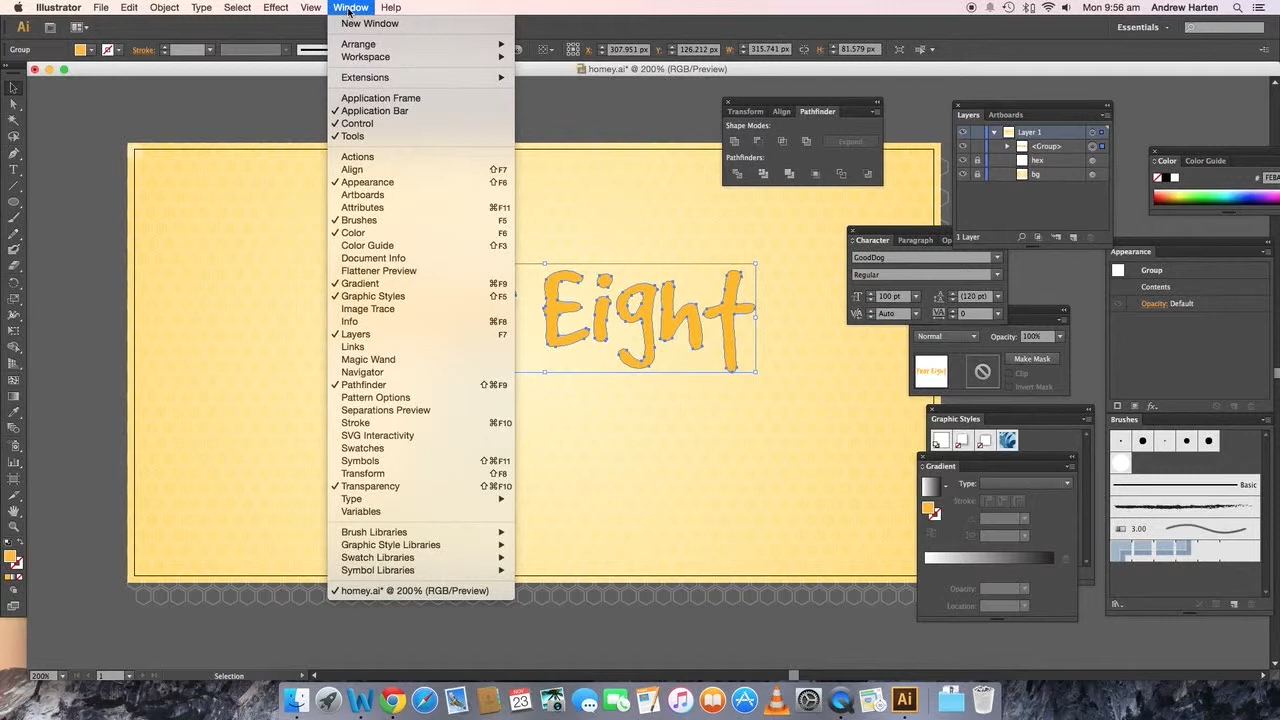 Illustrator File Edit Object Type Select Effect View Window Help
Mon 9:56 am Andrew Harten
Ai
Essentials
Group
Stroke:
X: 307.951 px Y: 126.212 px W: 315.741 px H: 81.579 px
homey.ai* @ 200% (RGB/Preview)
New Window
Arrange
Workspace
Extensions
Application Frame
✓ Application Bar
✓ Control
✓ Tools
Actions
Align ⇧F7
✓ Appearance ⇧F6
Artboards
Attributes ⌘F11
✓ Brushes F5
✓ Color F6
Color Guide ⇧F3
Document Info
Flattener Preview
✓ Gradient ⌘F9
✓ Graphic Styles ⇧F5
Image Trace
Info ⌘F8
✓ Layers F7
Links
Magic Wand
Navigator
✓ Pathfinder ⇧⌘F9
Pattern Options
Separations Preview
Stroke ⌘F10
SVG Interactivity
Swatches
Symbols ⇧⌘F11
Transform ⇧F8
✓ Transparency ⇧⌘F10
Type
Variables
Brush Libraries
Graphic Style Libraries
Swatch Libraries
Symbol Libraries
✓ homey.ai* @ 200% (RGB/Preview)
Eight
Transform Align Pathfinder
Shape Modes:
Expand
Pathfinders:
Layers Artboards
Layer 1
<Group>
hex
bg
1 Layer
Color Color Guide
# FEBA
Character Paragraph Op
GoodDog
Regular
100 pt (120 pt)
Auto 0
Normal Opacity: 100%
Make Mask
Clip
Invert Mask
Appearance
Group
Contents
Opacity: Default
Graphic Styles
Gradient
Type:
Stroke:
Opacity:
Location:
Brushes
Basic
3.00
200% 1 Selection
NOV
23
Ai